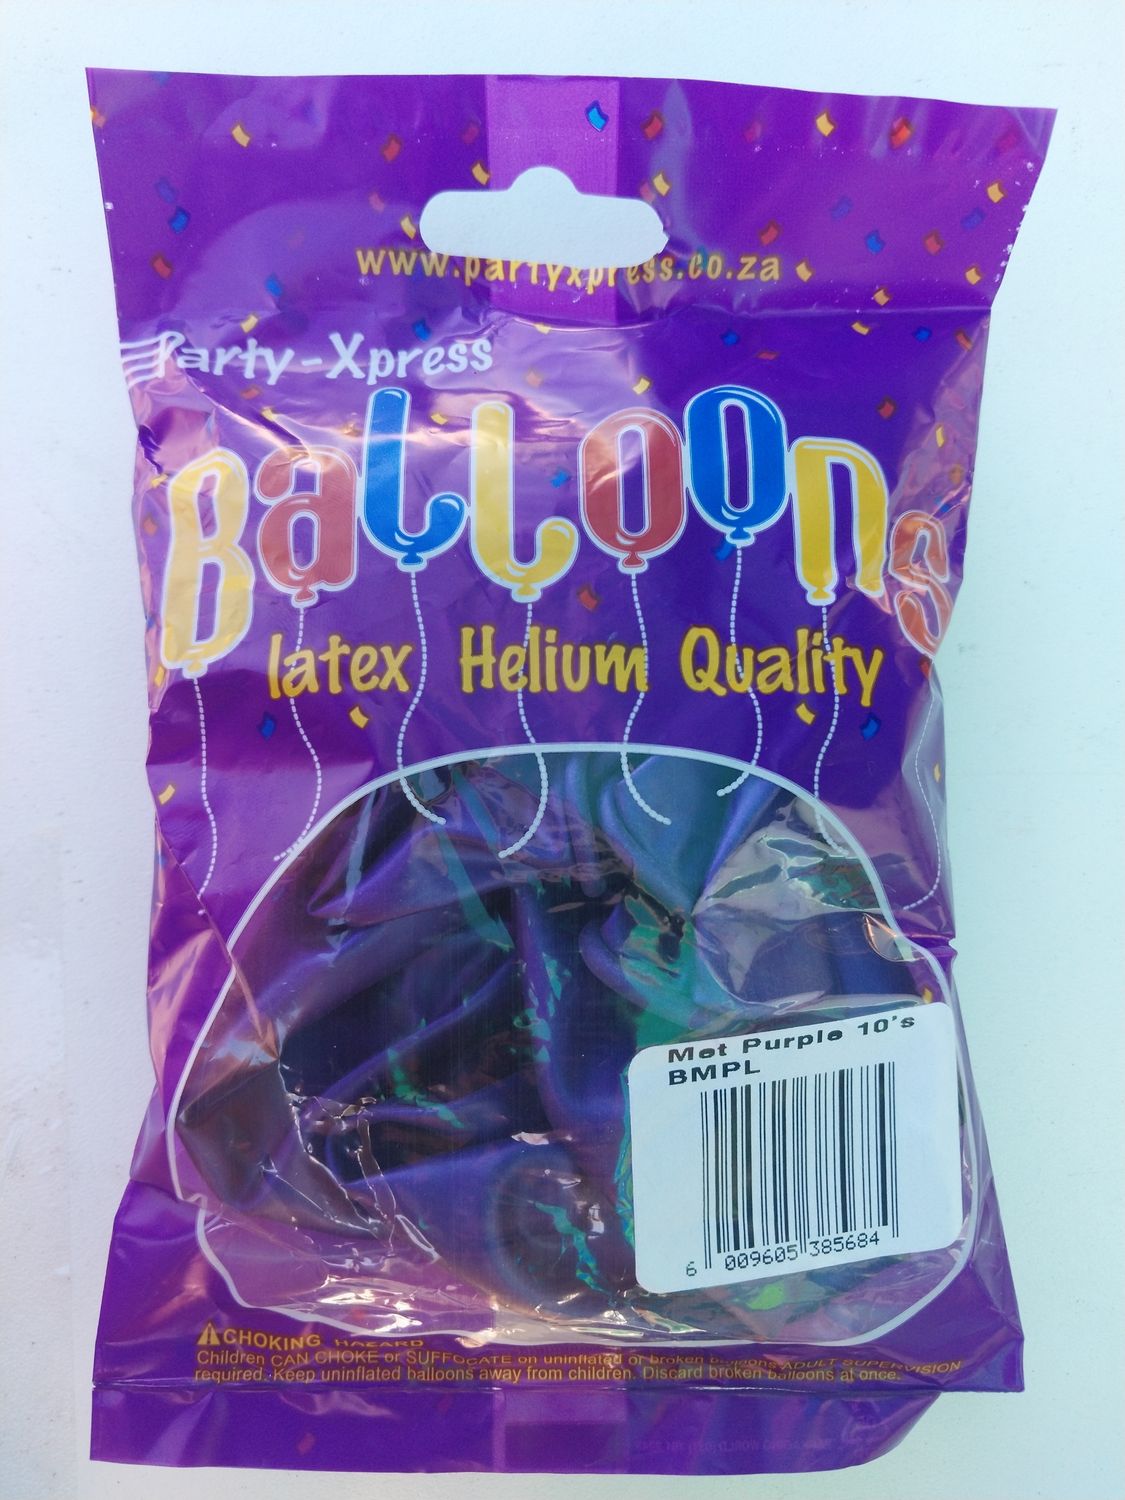 www.partyxpress.co.za
Party-Xpress
Balloons
latex Helium Quality
Met Purple 10's
BMPL
6 009605 385684
CHOKING HAZARD
Children CAN CHOKE or SUFFOCATE on uninflated or broken balloons ADULT SUPERVISION
required. Keep uninflated balloons away from children. Discard broken balloons at once.